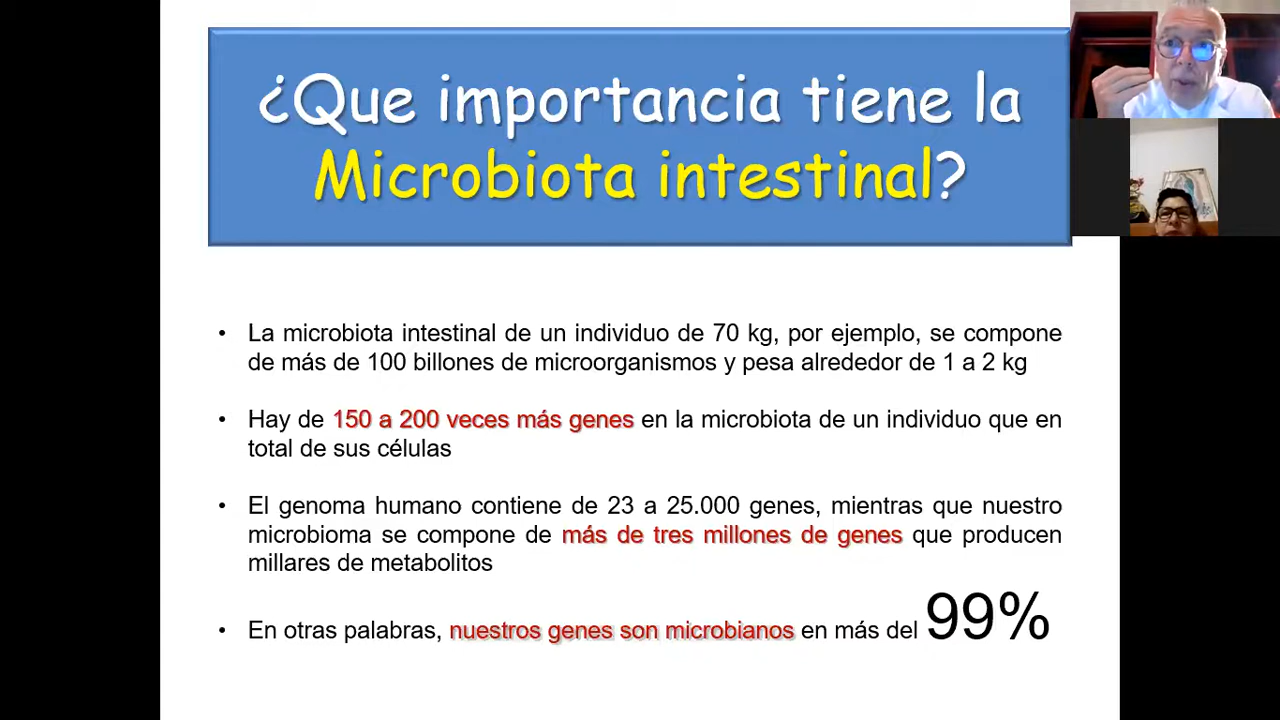 ¿Que importancia tiene la
Microbiota intestinal?
• La microbiota intestinal de un individuo de 70 kg, por ejemplo, se compone
de más de 100 billones de microorganismos y pesa alrededor de 1 a 2 kg
• Hay de 150 a 200 veces más genes en la microbiota de un individuo que en
total de sus células
• El genoma humano contiene de 23 a 25.000 genes, mientras que nuestro
microbioma se compone de más de tres millones de genes que producen
millares de metabolitos
• En otras palabras, nuestros genes son microbianos en más del 99%